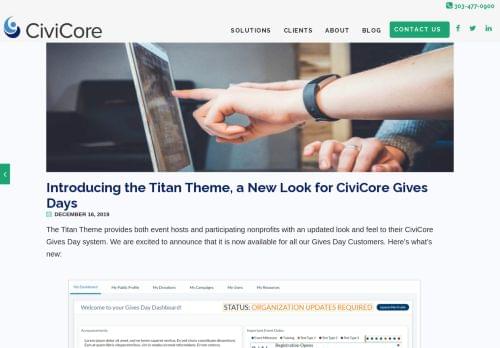 303-477-0900
CiviCore
SOLUTIONS CLIENTS ABOUT BLOG CONTACT US
Introducing the Titan Theme, a New Look for CiviCore Gives
Days
DECEMBER 16, 2019
The Titan Theme provides both event hosts and participating nonprofits with an updated look and feel to their CiviCore
Gives Day system. We are excited to announce that it is now available for all our Gives Day Customers. Here's what's
new:
My Dashboard My Public Profile My Donations My Campaigns My Users My Resources
Welcome to your Gives Day Dashboard!
STATUS: ORGANIZATION UPDATES REQUIRED
Announcements
Important Event Dates
Registration Opens